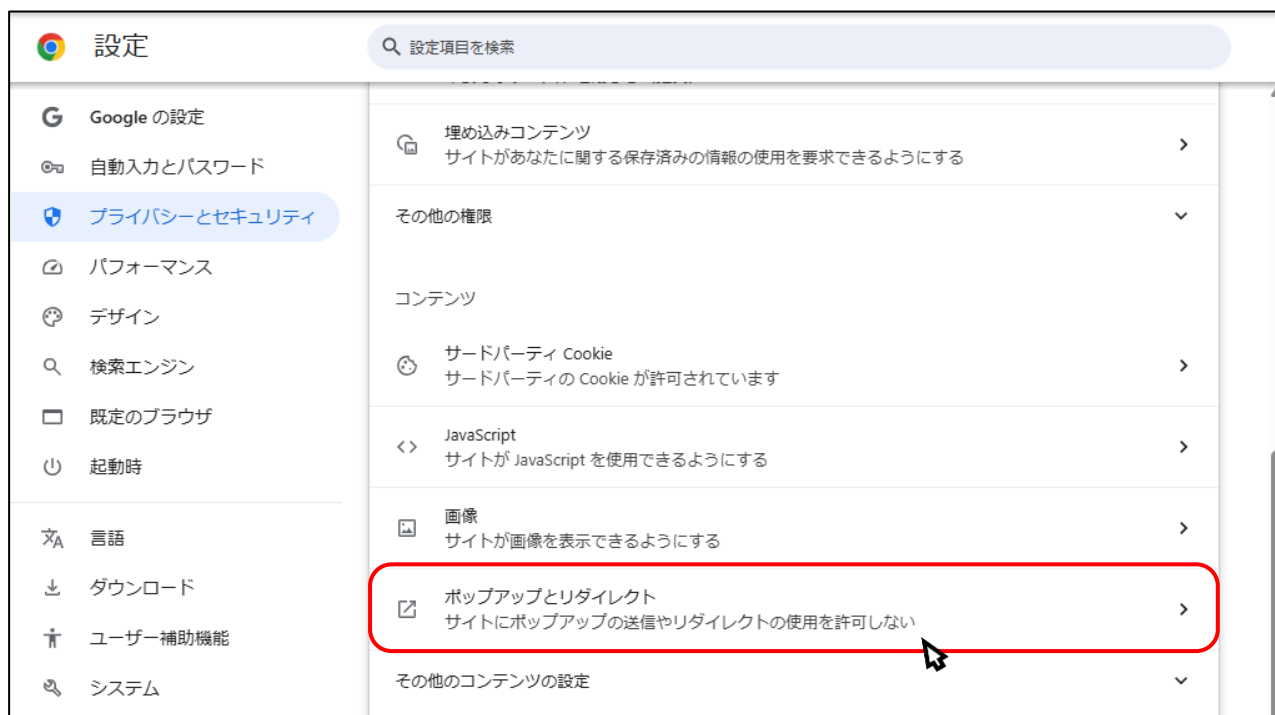 設定
設定項目を検索
Google の設定
自動入力とパスワード
プライバシーとセキュリティ
パフォーマンス
デザイン
検索エンジン
既定のブラウザ
起動時
言語
ダウンロード
ユーザー補助機能
システム
埋め込みコンテンツ
サイトがあなたに関する保存済みの情報の使用を要求できるようにする
その他の権限
コンテンツ
サードパーティ Cookie
サードパーティの Cookie が許可されています
JavaScript
サイトが JavaScript を使用できるようにする
画像
サイトが画像を表示できるようにする
ポップアップとリダイレクト
サイトにポップアップの送信やリダイレクトの使用を許可しない
その他のコンテンツの設定